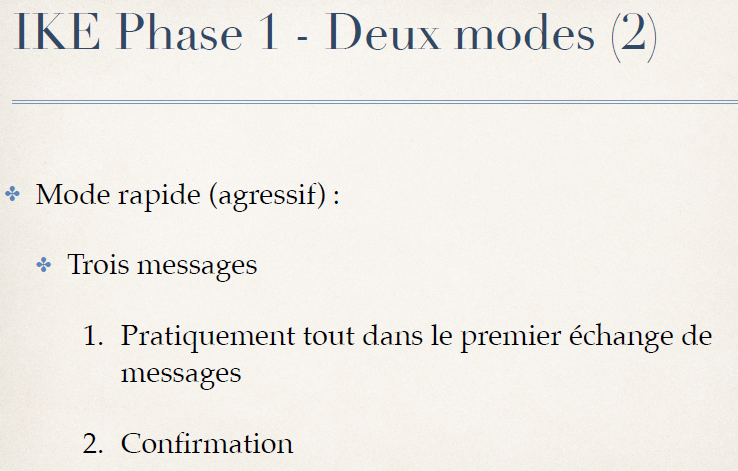 IKE Phase 1 - Deux modes (2)
Mode rapide (agressif) :
Trois messages
1. Pratiquement tout dans le premier échange de
messages
2. Confirmation